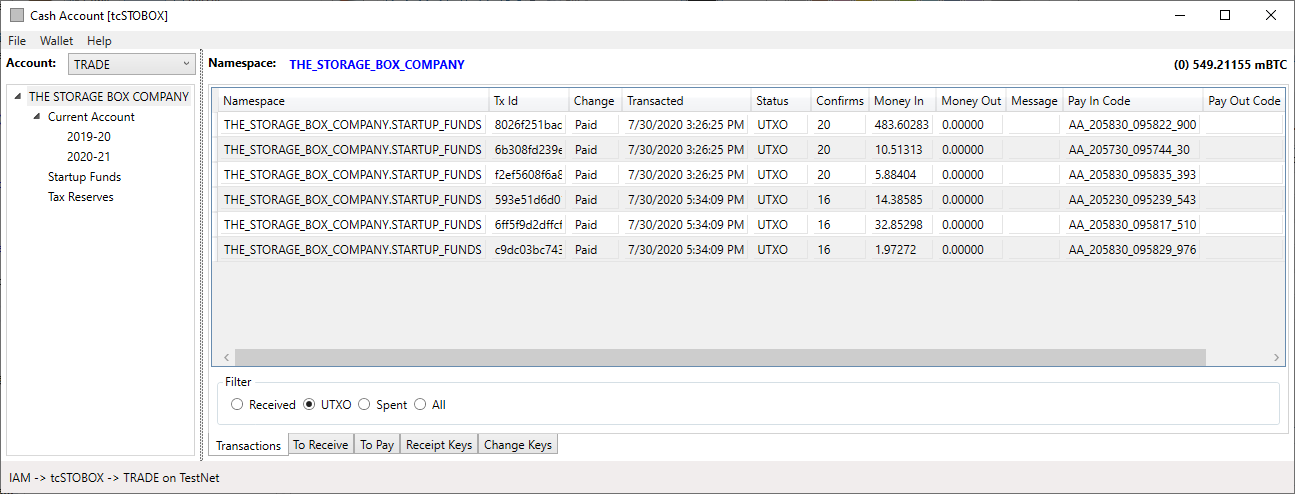 Cash Account [tcSTOBOX]
File Wallet Help
Account: TRADE
Namespace: THE_STORAGE_BOX_COMPANY (0) 549.21155 mBTC
THE STORAGE BOX COMPANY
Current Account
2019-20
2020-21
Startup Funds
Tax Reserves
Namespace Tx Id Change Transacted Status Confirms Money In Money Out Message Pay In Code Pay Out Code
THE_STORAGE_BOX_COMPANY.STARTUP_FUNDS 8026f251bac Paid 7/30/2020 3:26:25 PM UTXO 20 483.60283 0.00000 AA_205830_095822_900
THE_STORAGE_BOX_COMPANY.STARTUP_FUNDS 6b308fd239e Paid 7/30/2020 3:26:25 PM UTXO 20 10.51313 0.00000 AA_205730_095744_30
THE_STORAGE_BOX_COMPANY.STARTUP_FUNDS f2ef5608f6a8 Paid 7/30/2020 3:26:25 PM UTXO 20 5.88404 0.00000 AA_205830_095835_393
THE_STORAGE_BOX_COMPANY.STARTUP_FUNDS 593e51d6d0 Paid 7/30/2020 5:34:09 PM UTXO 16 14.38585 0.00000 AA_205230_095239_543
THE_STORAGE_BOX_COMPANY.STARTUP_FUNDS 6ff5f9d2dffcf Paid 7/30/2020 5:34:09 PM UTXO 16 32.85298 0.00000 AA_205830_095817_510
THE_STORAGE_BOX_COMPANY.STARTUP_FUNDS c9dc03bc743 Paid 7/30/2020 5:34:09 PM UTXO 16 1.97272 0.00000 AA_205830_095829_976
Filter
Received UTXO Spent All
Transactions To Receive To Pay Receipt Keys Change Keys
IAM -> tcSTOBOX -> TRADE on TestNet